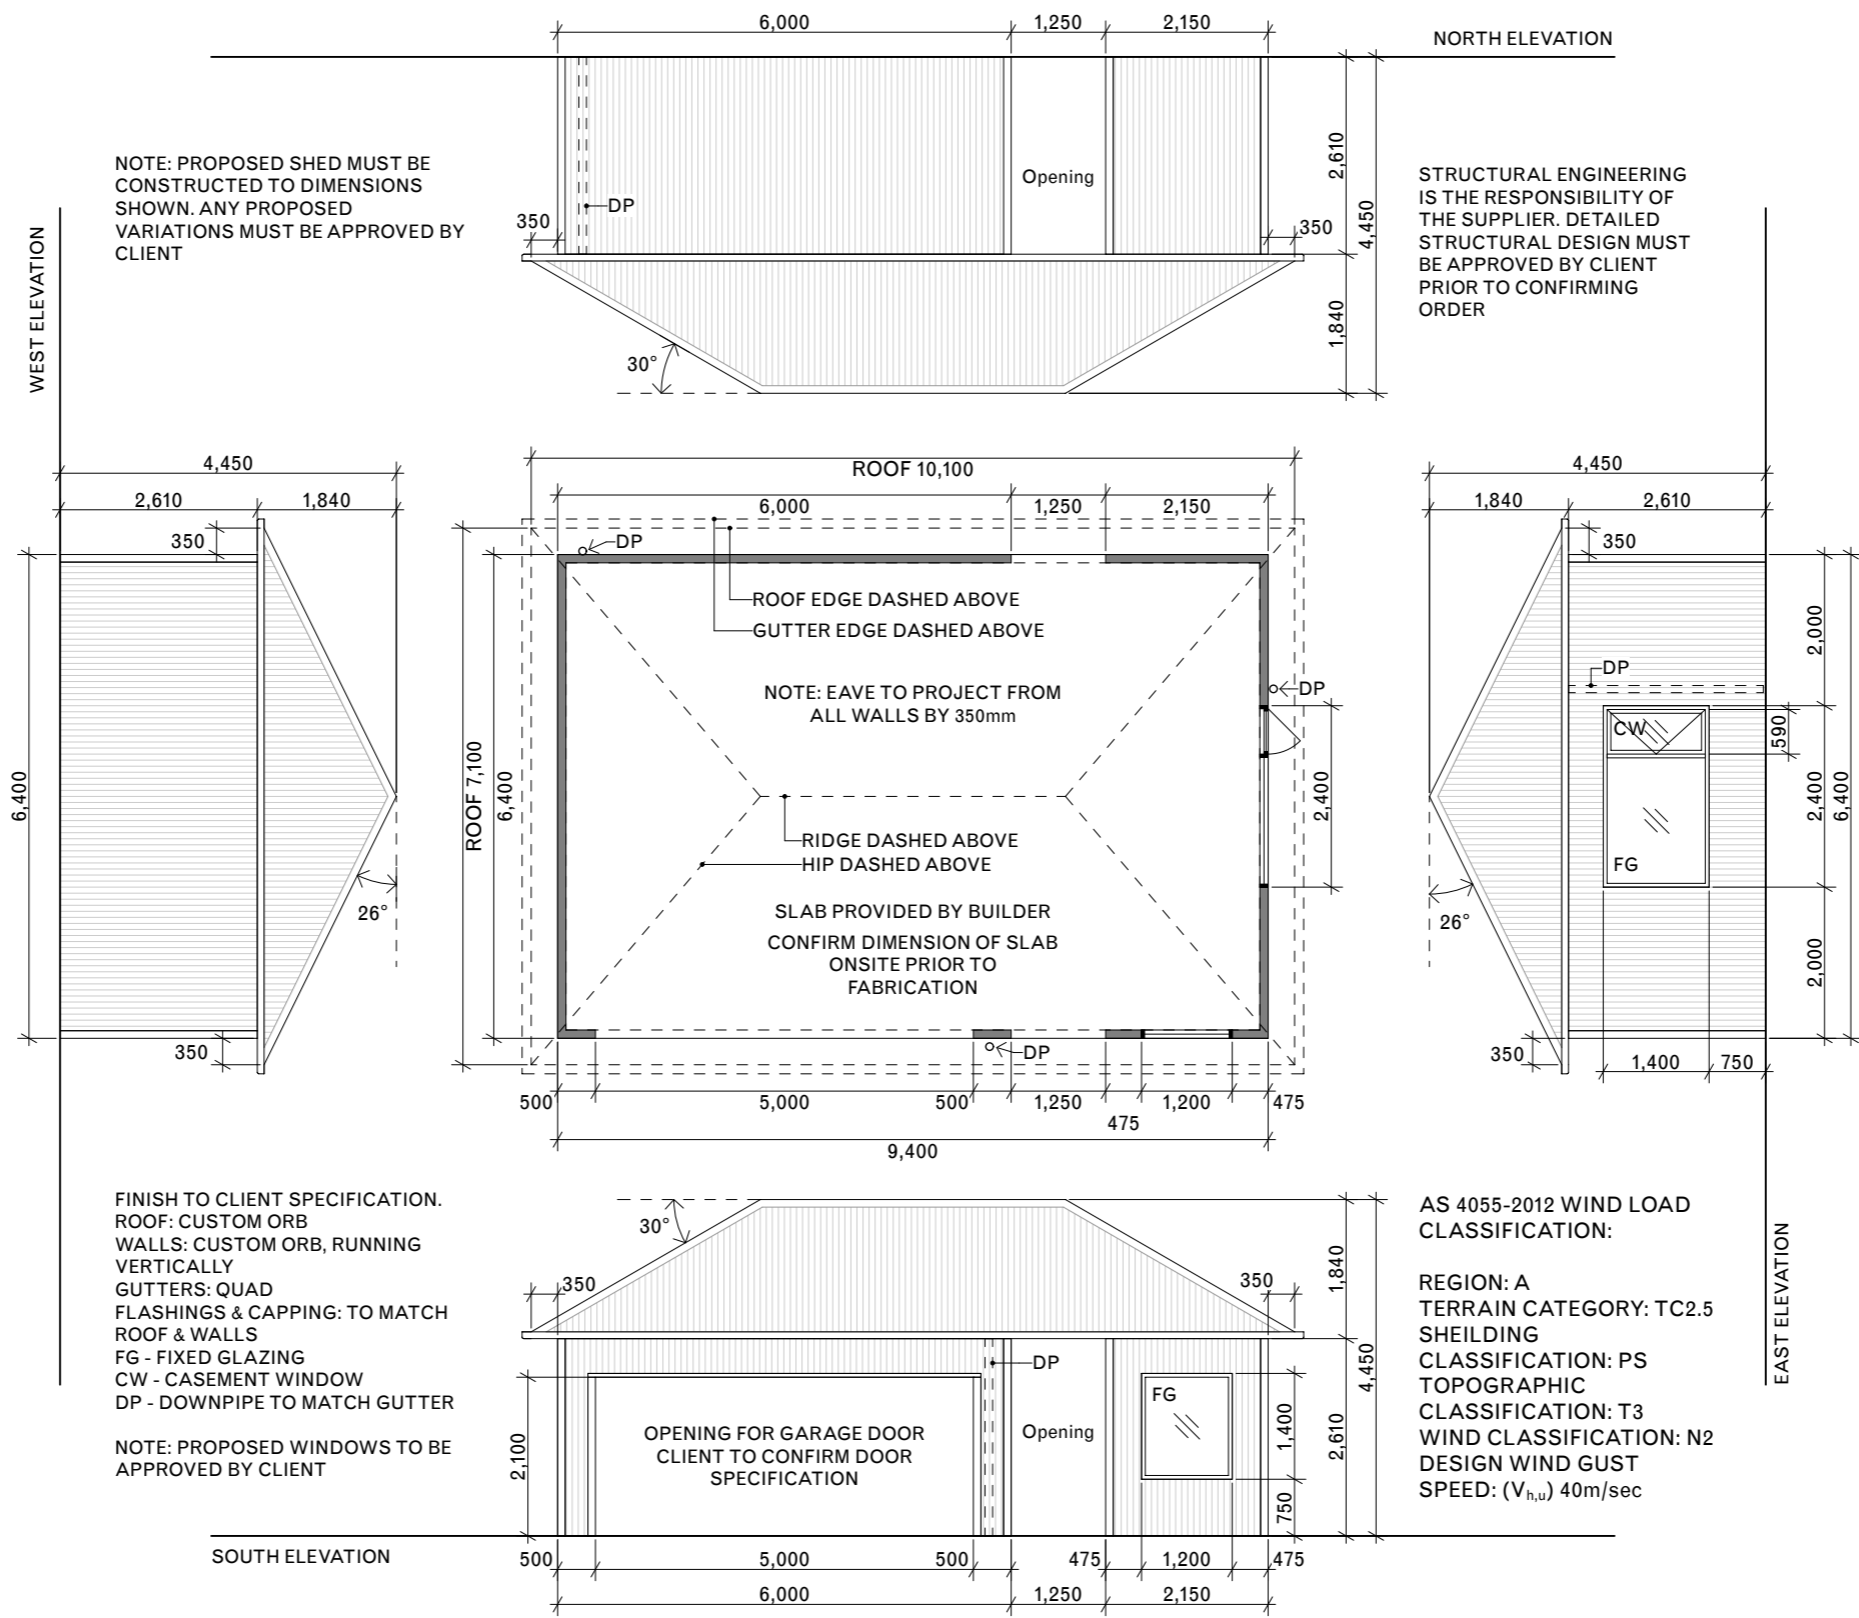 6,000
1,250
2,150
NORTH ELEVATION
NOTE: PROPOSED SHED MUST BE
CONSTRUCTED TO DIMENSIONS
SHOWN. ANY PROPOSED
VARIATIONS MUST BE APPROVED BY
CLIENT
DP
350
Opening
350
2,610
4,450
1,840
30°
STRUCTURAL ENGINEERING
IS THE RESPONSIBILITY OF
THE SUPPLIER. DETAILED
STRUCTURAL DESIGN MUST
BE APPROVED BY CLIENT
PRIOR TO CONFIRMING
ORDER
WEST ELEVATION
4,450
2,610
1,840
350
6,400
26°
350
ROOF 10,100
6,000
1,250
2,150
DP
ROOF EDGE DASHED ABOVE
GUTTER EDGE DASHED ABOVE
NOTE: EAVE TO PROJECT FROM
ALL WALLS BY 350mm
DP
ROOF 7,100
6,400
2,400
RIDGE DASHED ABOVE
HIP DASHED ABOVE
SLAB PROVIDED BY BUILDER
CONFIRM DIMENSION OF SLAB
ONSITE PRIOR TO
FABRICATION
DP
500
5,000
500
1,250
475
1,200
475
9,400
4,450
1,840
2,610
350
2,000
DP
CW
590
2,400
6,400
FG
26°
2,000
350
1,400
750
FINISH TO CLIENT SPECIFICATION.
ROOF: CUSTOM ORB
WALLS: CUSTOM ORB, RUNNING
VERTICALLY
GUTTERS: QUAD
FLASHINGS & CAPPING: TO MATCH
ROOF & WALLS
FG - FIXED GLAZING
CW - CASEMENT WINDOW
DP - DOWNPIPE TO MATCH GUTTER
NOTE: PROPOSED WINDOWS TO BE
APPROVED BY CLIENT
30°
350
350
1,840
DP
FG
OPENING FOR GARAGE DOOR
CLIENT TO CONFIRM DOOR
SPECIFICATION
Opening
2,100
1,400
2,610
4,450
750
AS 4055-2012 WIND LOAD
CLASSIFICATION:
REGION: A
TERRAIN CATEGORY: TC2.5
SHEILDING
CLASSIFICATION: PS
TOPOGRAPHIC
CLASSIFICATION: T3
WIND CLASSIFICATION: N2
DESIGN WIND GUST
SPEED: (Vh,u) 40m/sec
EAST ELEVATION
SOUTH ELEVATION
500
5,000
500
475
1,200
475
6,000
1,250
2,150